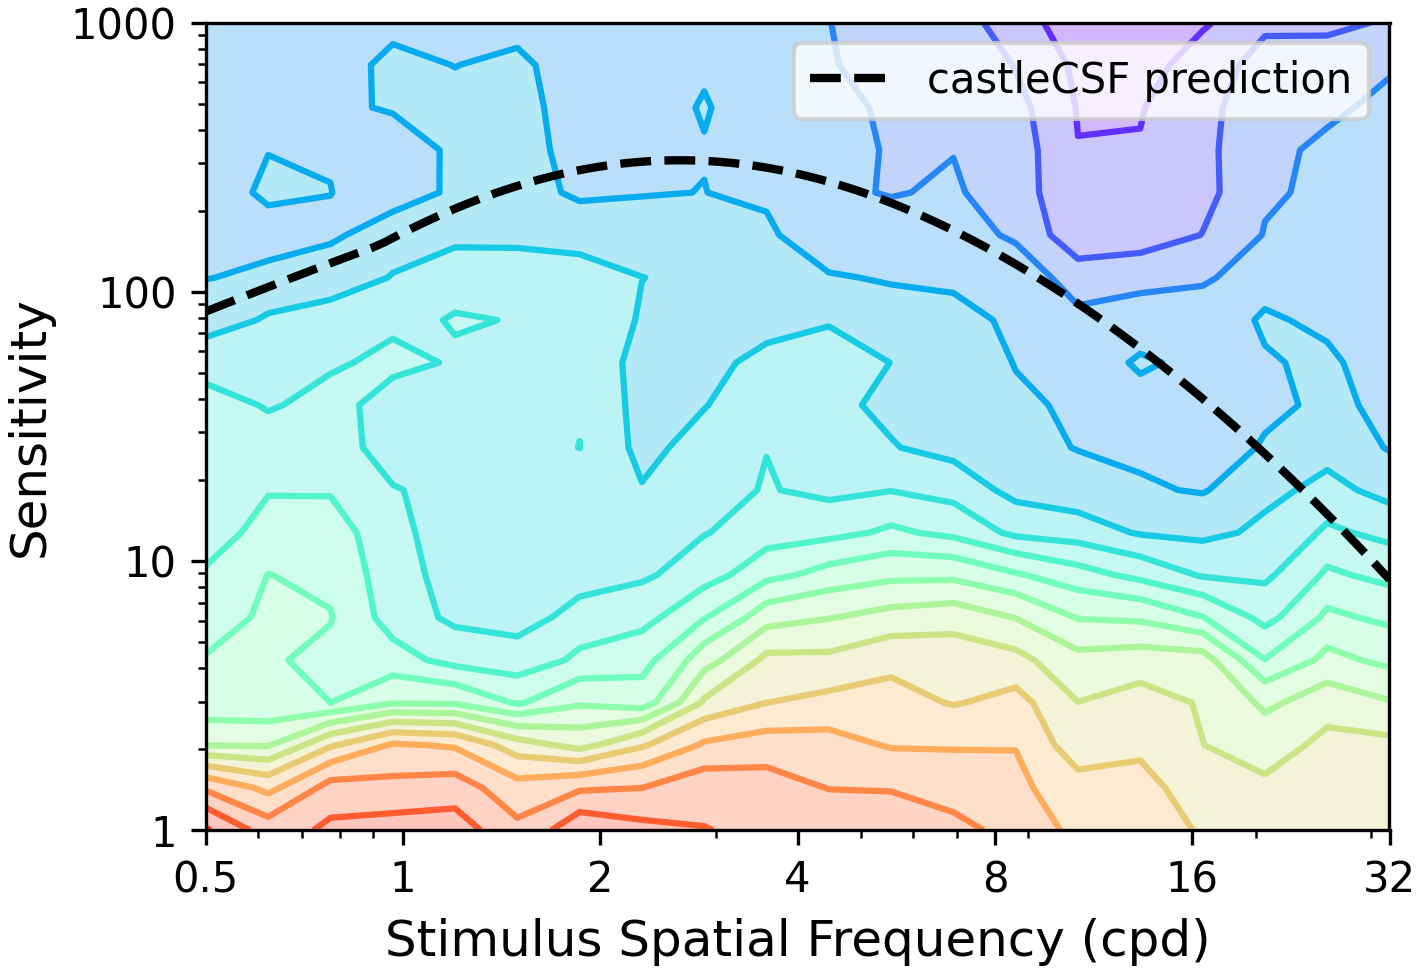 1000
castleCSF prediction
100
Sensitivity
10
1
0.5 1 2 4 8 16 32
Stimulus Spatial Frequency (cpd)